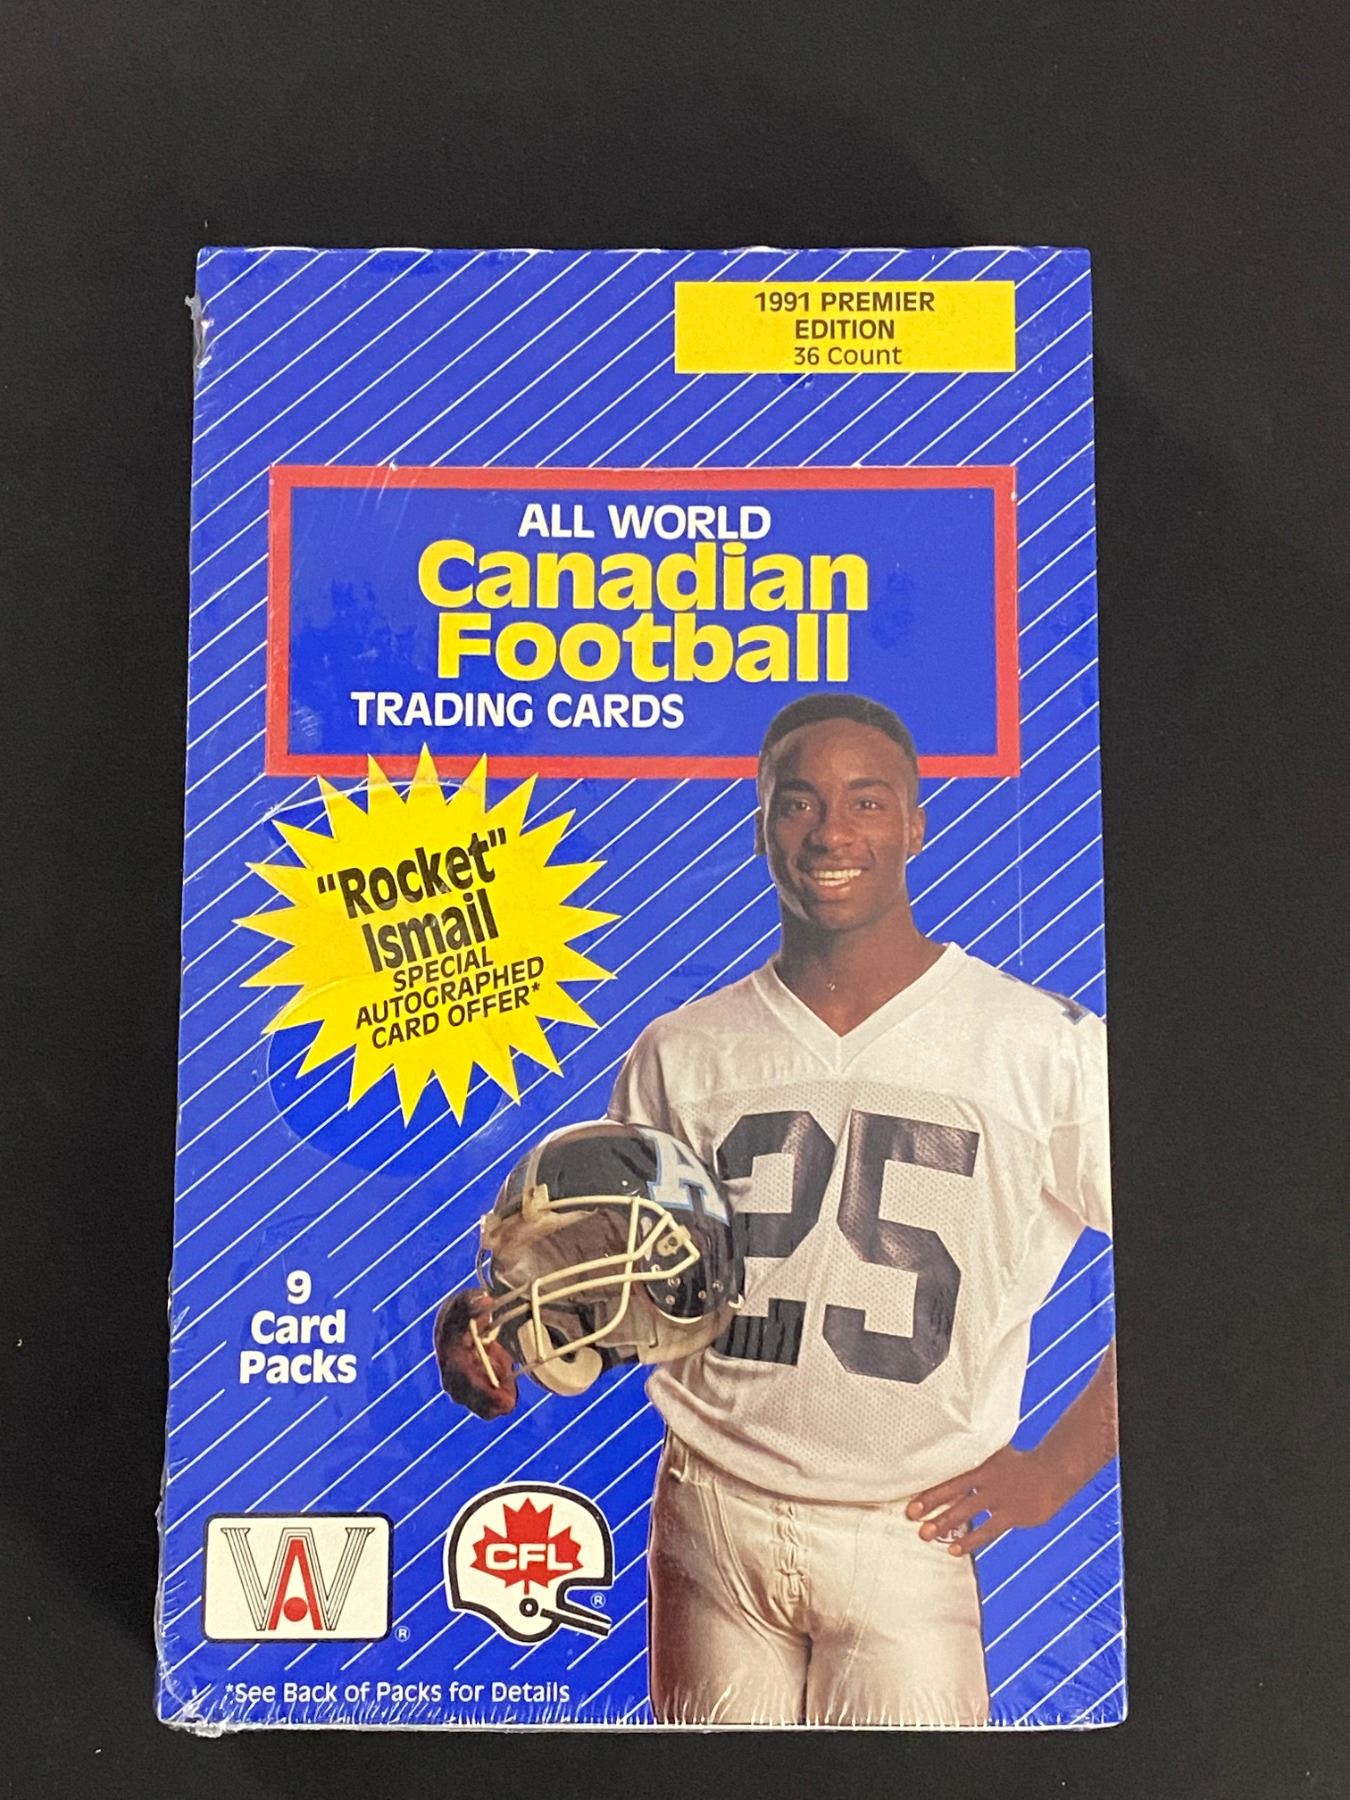 1991 PREMIER
EDITION
36 Count
ALL WORLD
Canadian
Football
TRADING CARDS
"Rocket"
Ismail
SPECIAL
AUTOGRAPHED
CARD OFFER*
A
25
9
Card
Packs
WA
®
CFL
®
*See Back of Packs for Details